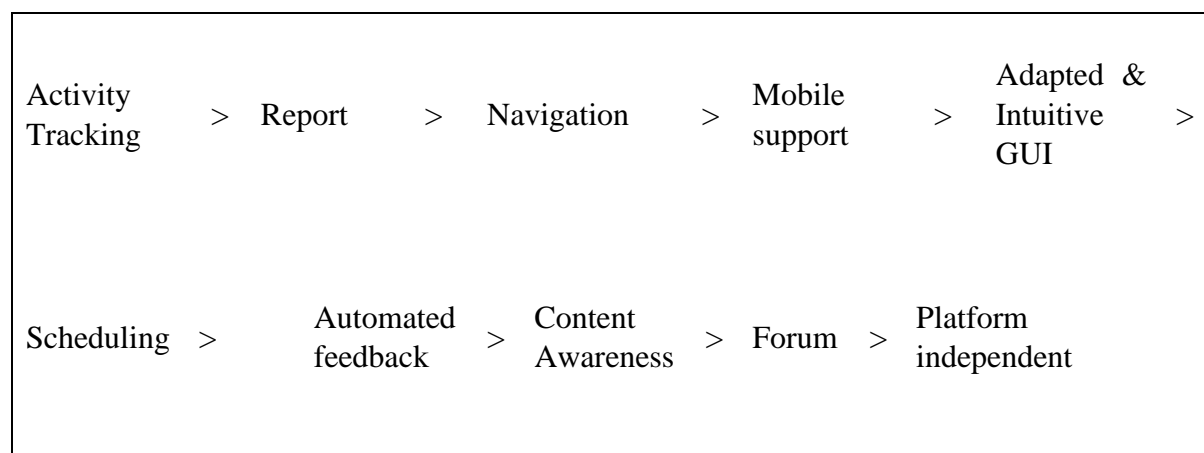 Activity Tracking > Report > Navigation > Mobile support > Adapted & Intuitive GUI >
Scheduling > Automated feedback > Content Awareness > Forum > Platform independent